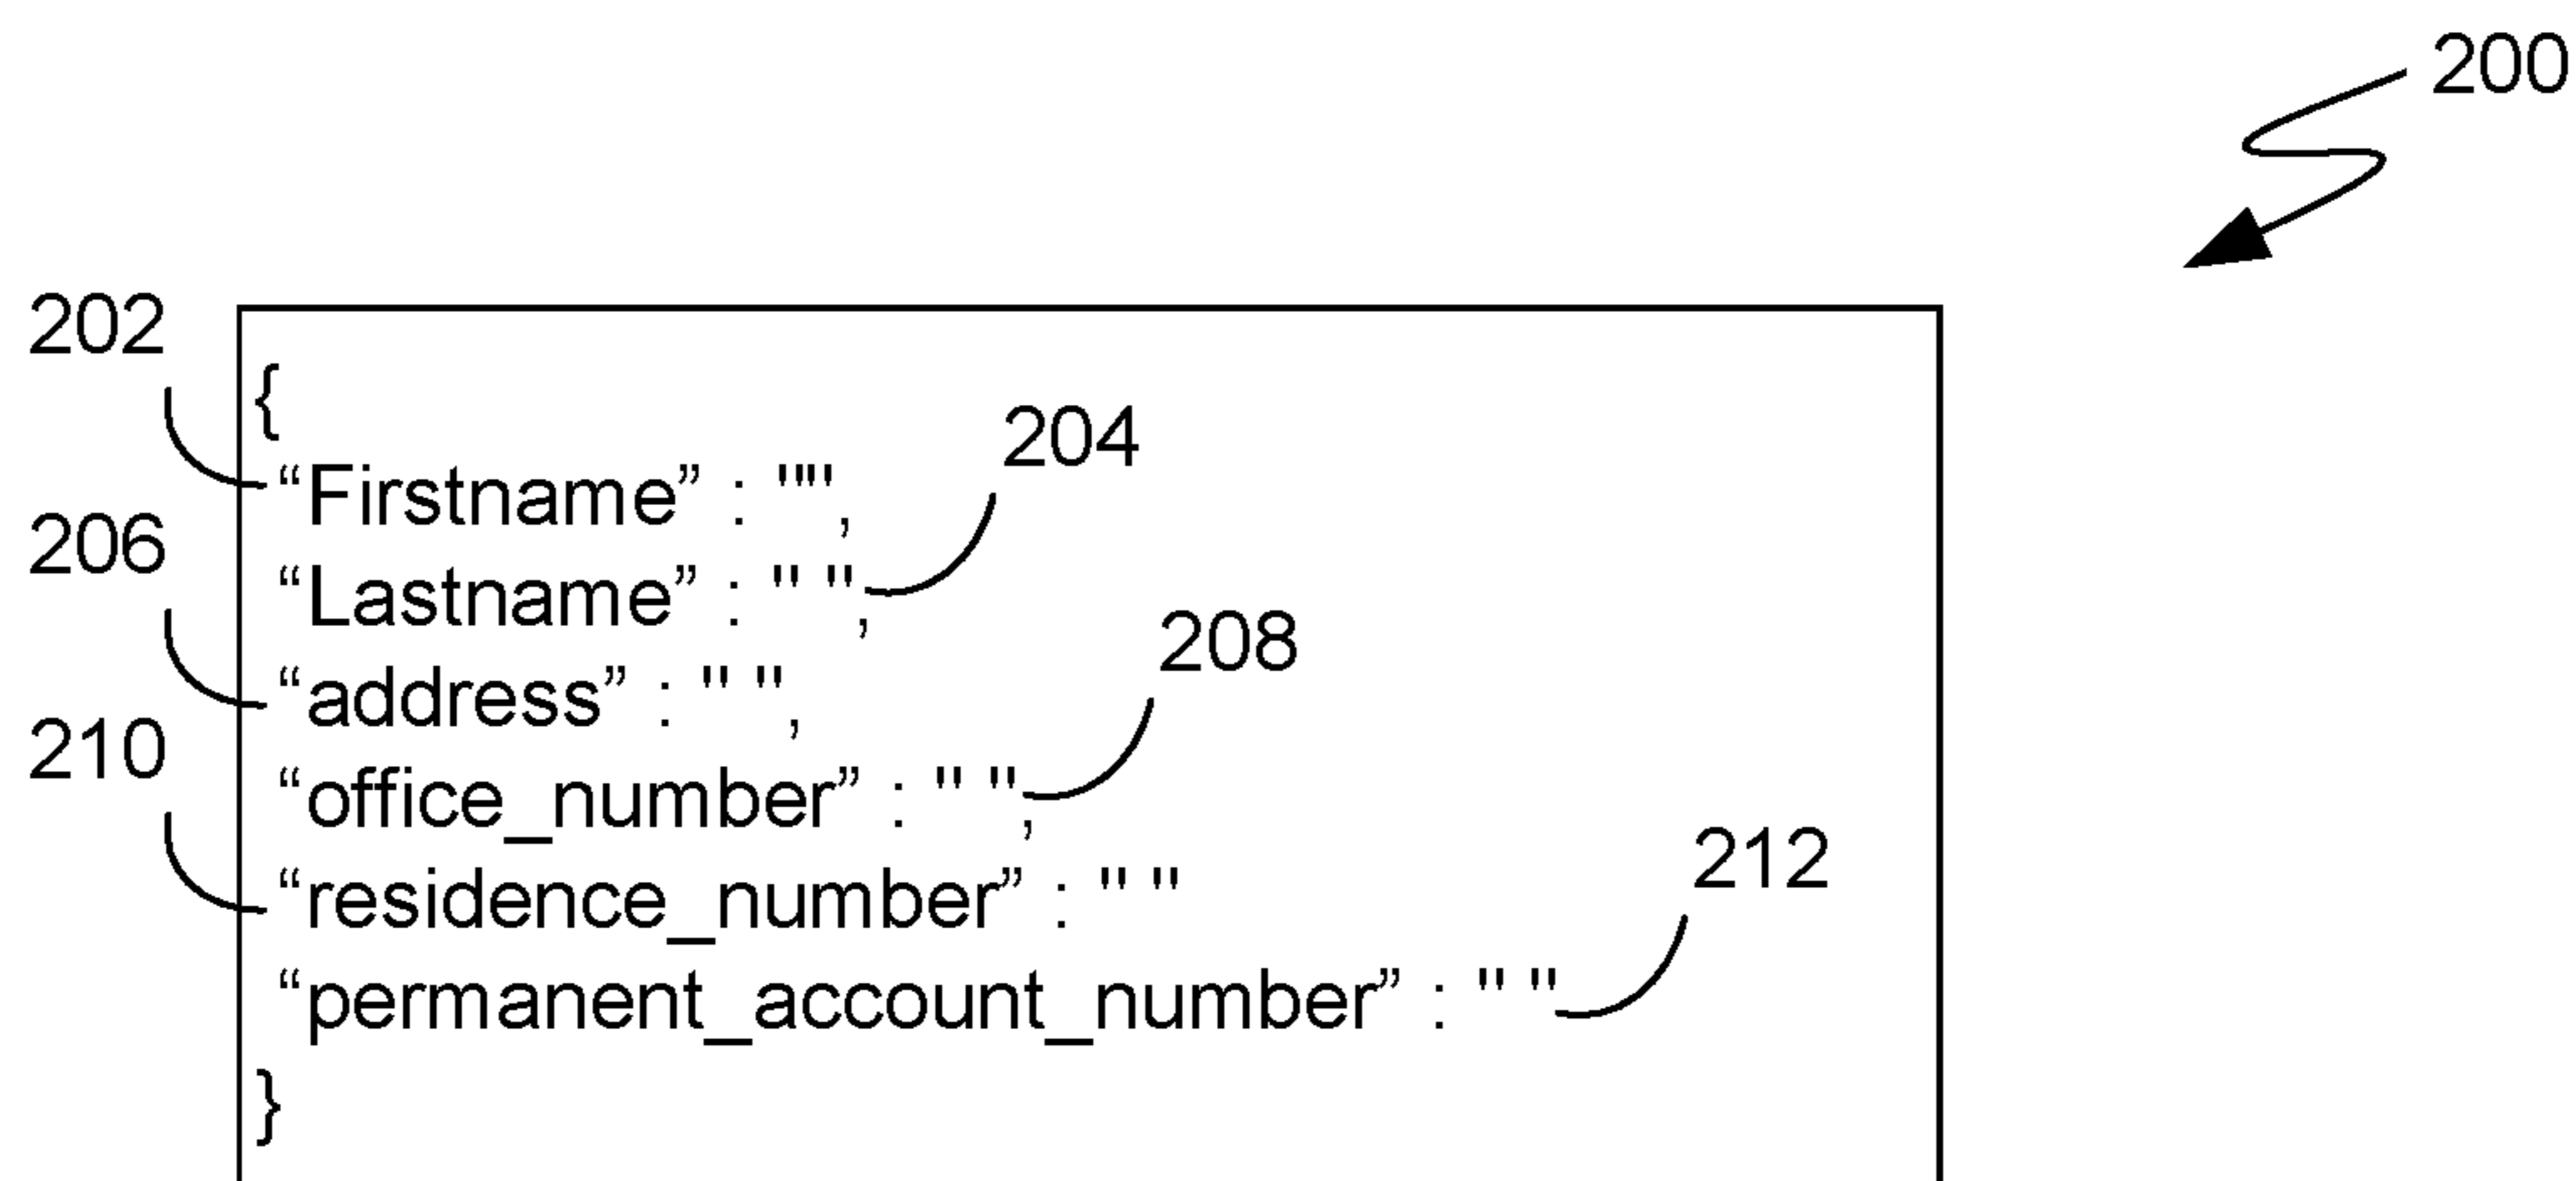 200
202
{
204
“Firstname” : "",
206
“Lastname” : " ",
208
“address” : " ",
210
“office_number” : " ",
212
“residence_number” : " "
“permanent_account_number” : " "
}